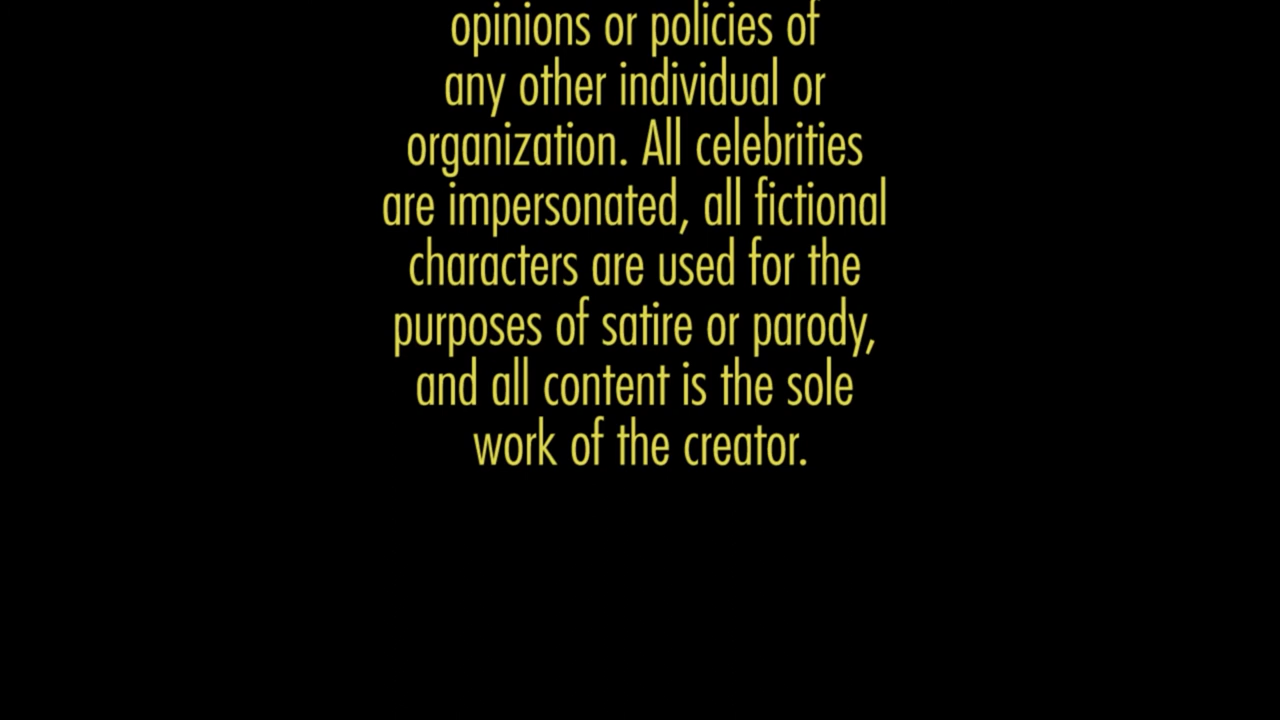 opinions or policies of
any other individual or
organization. All celebrities
are impersonated, all fictional
characters are used for the
purposes of satire or parody,
and all content is the sole
work of the creator.